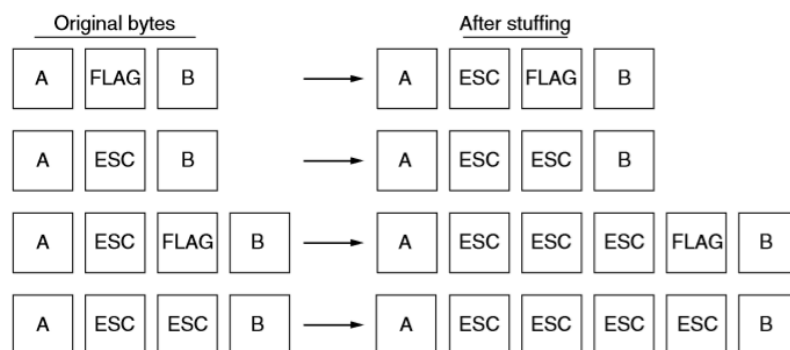 Original bytes After stuffing
A FLAG B A ESC FLAG B
A ESC B A ESC ESC B
A ESC FLAG B A ESC ESC ESC FLAG B
A ESC ESC B A ESC ESC ESC ESC B